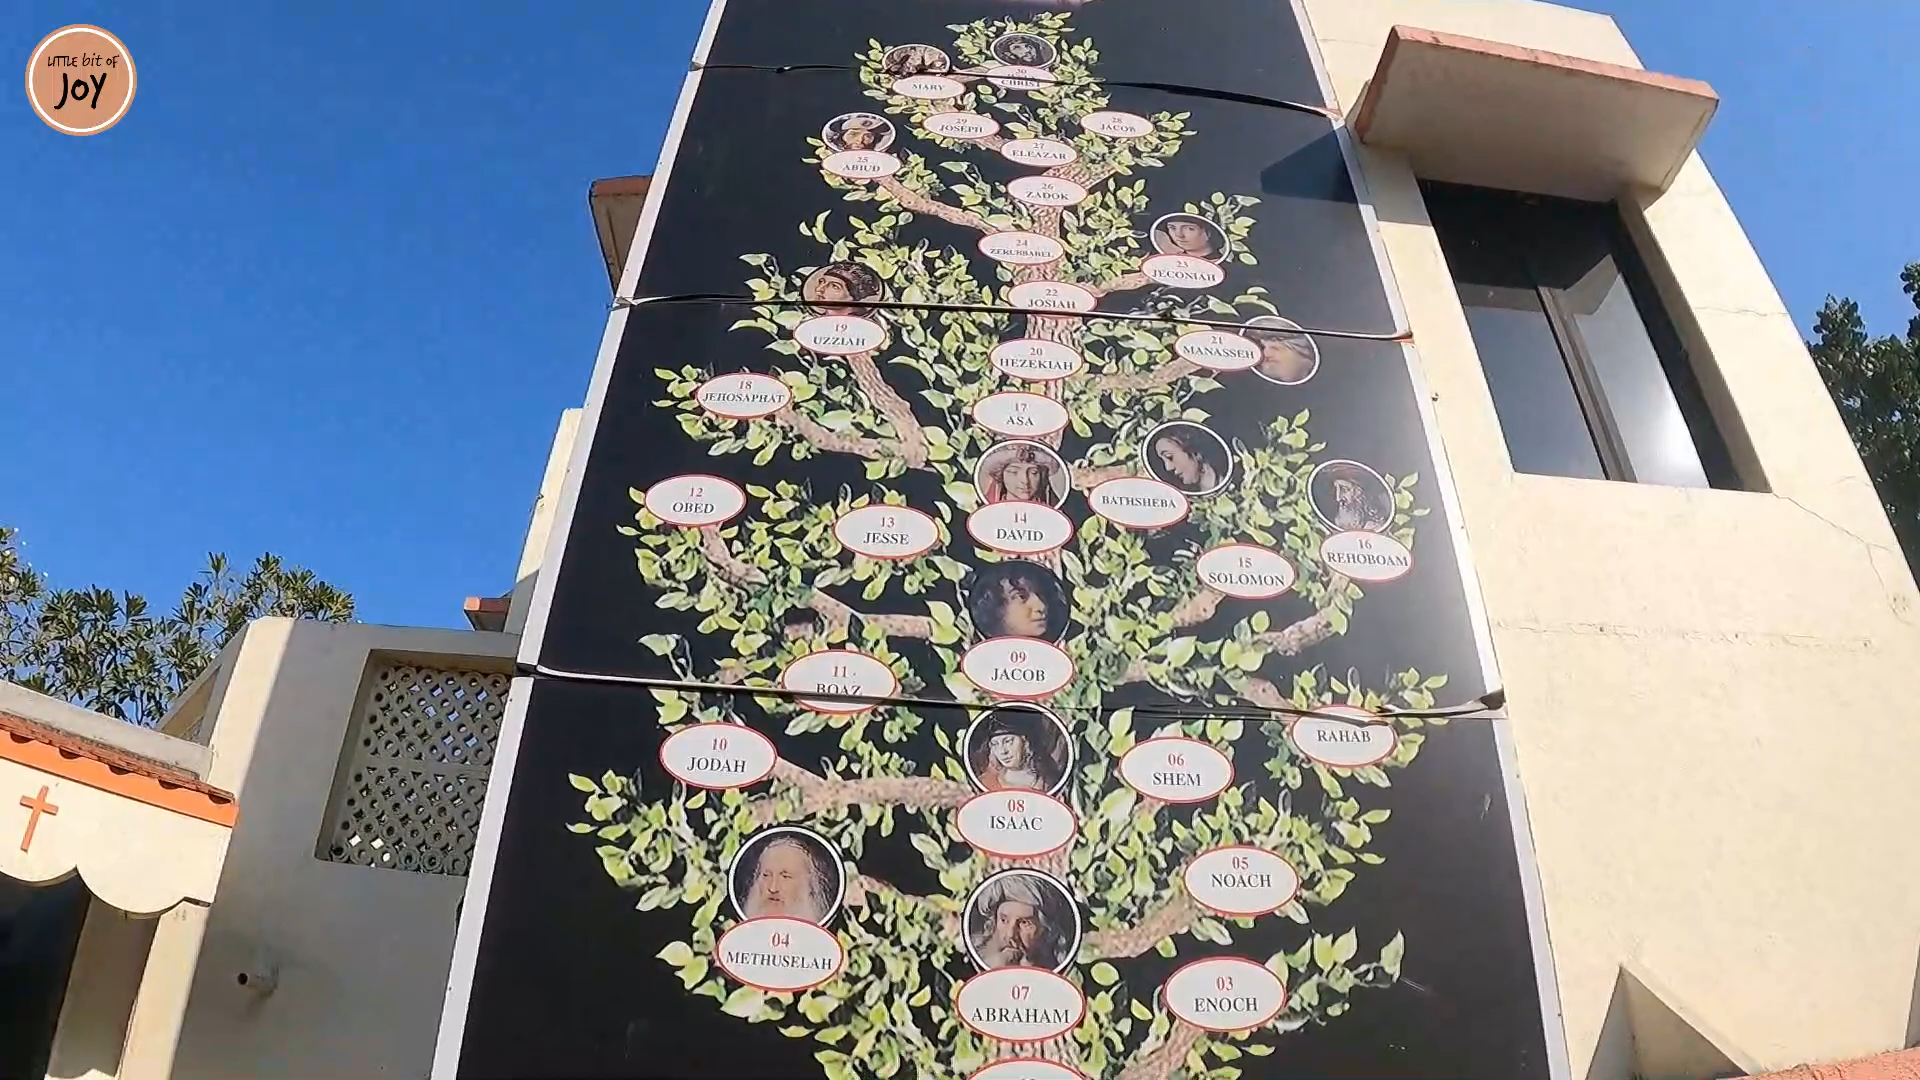 LITTLE bit OF
JOY
30
CHRIST
MARY
29
JOSEPH
28
JACOB
27
ELEAZAR
25
ABIUD
26
ZADOK
24
ZERUBBABEL
23
JECONIAH
22
JOSIAH
19
UZZIAH
20
HEZEKIAH
21
MANASSEH
18
JEHOSAPHAT
17
ASA
12
OBED
13
JESSE
14
DAVID
BATHSHEBA
15
SOLOMON
16
REHOBOAM
09
JACOB
11
BOAZ
10
JODAH
06
SHEM
RAHAB
08
ISAAC
05
NOACH
04
METHUSELAH
07
ABRAHAM
03
ENOCH